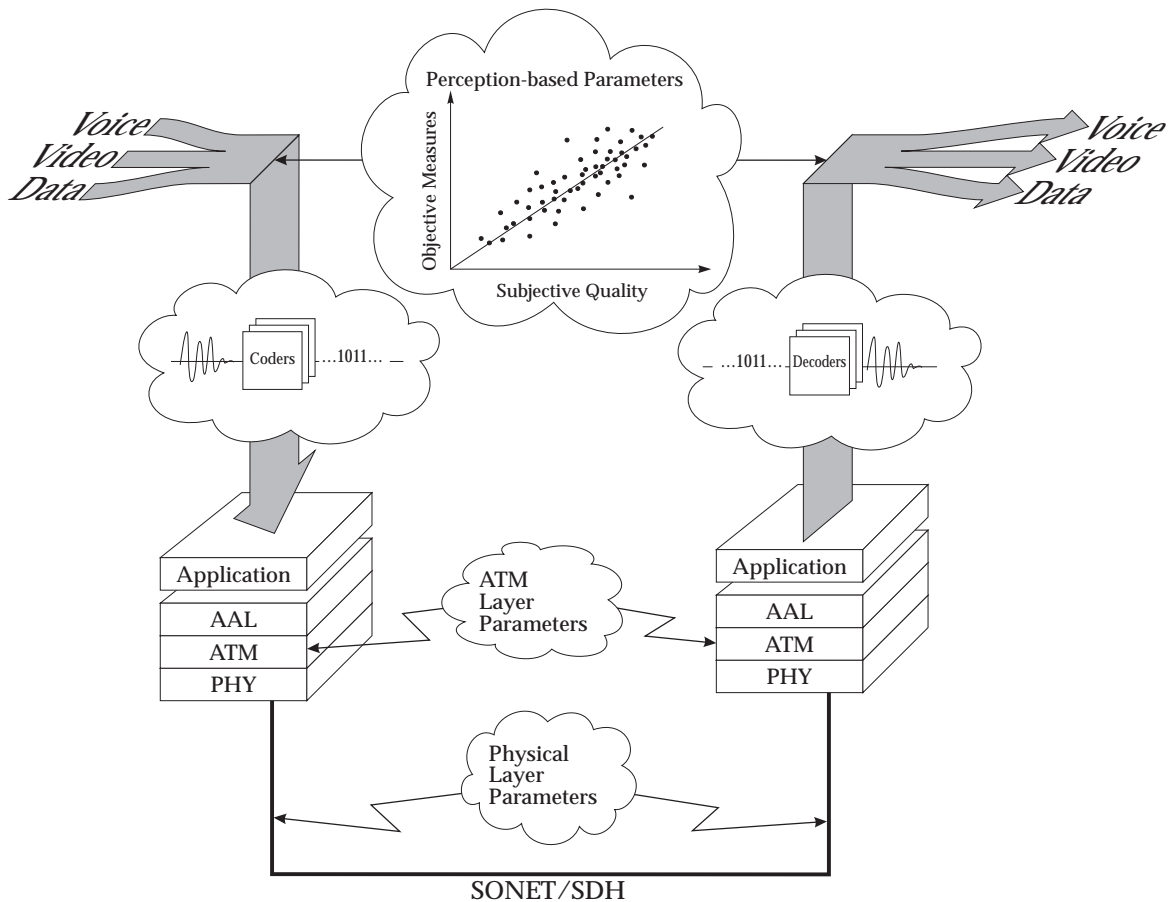 Perception-based Parameters
Objective Measures
Subjective Quality
Voice
Video
Data
Voice
Video
Data
Coders
...1011...
...1011...
Decoders
Application
AAL
ATM
PHY
ATM
Layer
Parameters
Application
AAL
ATM
PHY
Physical
Layer
Parameters
SONET/SDH